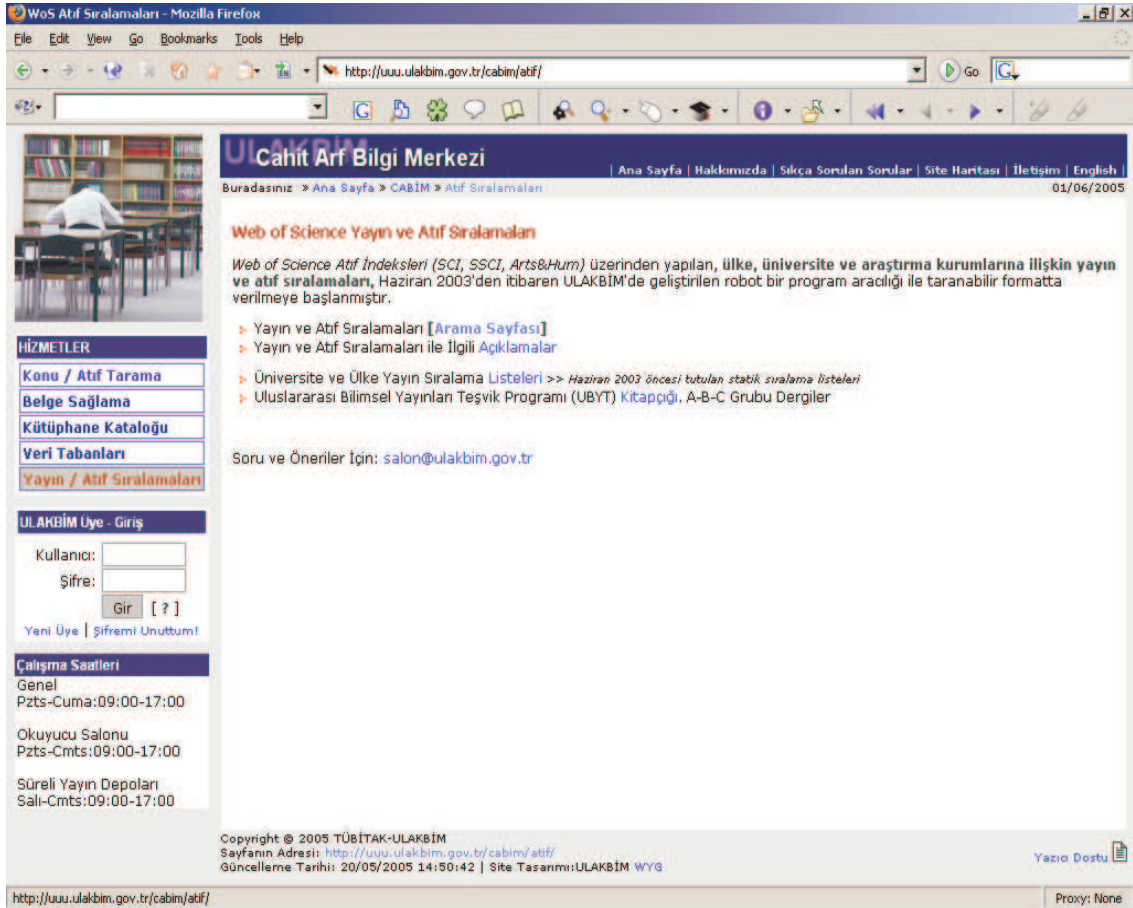 WoS Atıf Sıralamaları - Mozilla Firefox
File Edit View Go Bookmarks Tools Help
http://uuu.ulakbim.gov.tr/cabim/atif/ Go
Cahit Arf Bilgi Merkezi
| Ana Sayfa | Hakkımızda | Sıkça Sorulan Sorular | Site Haritası | İletişim | English |
Buradasınız » Ana Sayfa » CABİM » Atıf Sıralamaları 01/06/2005
Web of Science Yayın ve Atıf Sıralamaları
Web of Science Atıf İndeksleri (SCI, SSCI, Arts&Hum) üzerinden yapılan, ülke, üniversite ve araştırma kurumlarına ilişkin yayın
ve atıf sıralamaları, Haziran 2003'den itibaren ULAKBİM'de geliştirilen robot bir program aracılığı ile taranabilir formatta
verilmeye başlanmıştır.
Yayın ve Atıf Sıralamaları [Arama Sayfası]
Yayın ve Atıf Sıralamaları ile İlgili Açıklamalar
Üniversite ve Ülke Yayın Sıralama Listeleri >> Haziran 2003 öncesi tutulan statik sıralama listeleri
Uluslararası Bilimsel Yayınları Teşvik Programı (UBYT) Kitapçığı. A-B-C Grubu Dergiler
Soru ve Öneriler İçin: salon@ulakbim.gov.tr
HİZMETLER
Konu / Atıf Tarama
Belge Sağlama
Kütüphane Kataloğu
Veri Tabanları
Yayın / Atıf Sıralamaları
ULAKBİM Üye - Giriş
Kullanıcı:
Şifre:
Gir [ ? ]
Yeni Üye | Şifremi Unuttum!
Çalışma Saatleri
Genel
Pzts-Cuma:09:00-17:00
Okuyucu Salonu
Pzts-Cmts:09:00-17:00
Süreli Yayın Depoları
Salı-Cmts:09:00-17:00
Copyright © 2005 TÜBİTAK-ULAKBİM
Sayfanın Adresi: http://uuu.ulakbim.gov.tr/cabim/atif/
Güncelleme Tarihi: 20/05/2005 14:50:42 | Site Tasarımı:ULAKBİM WYG
Yazıcı Dostu
http://uuu.ulakbim.gov.tr/cabim/atif/ Proxy: None